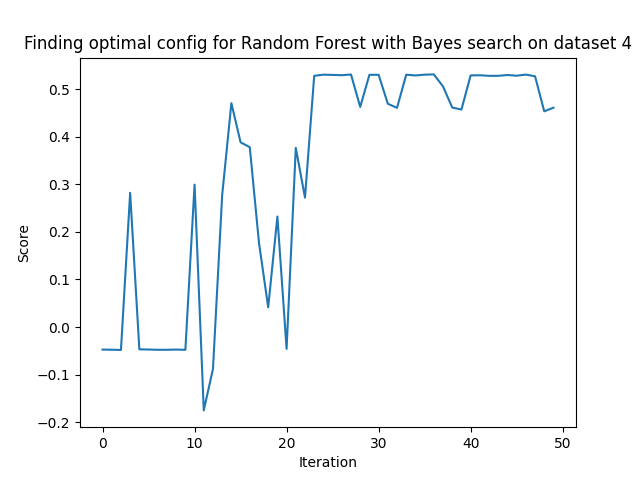 Finding optimal config for Random Forest with Bayes search on dataset 4
Score
0.5
0.4
0.3
0.2
0.1
0.0
−0.1
−0.2
0 10 20 30 40 50
Iteration